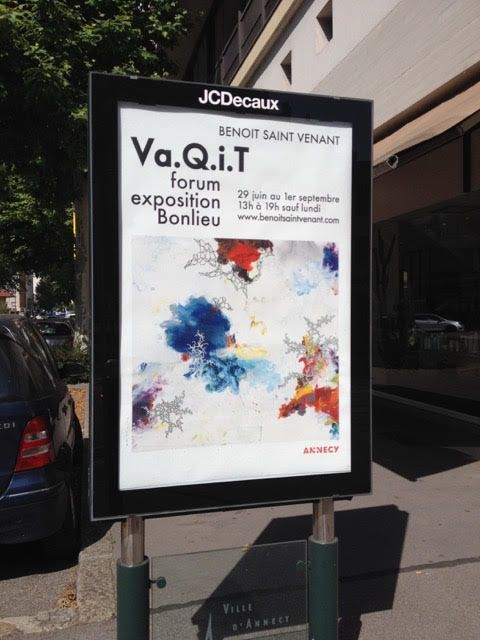 JCDecaux
BENOIT SAINT VENANT
Va.Q.i.T
forum
exposition
Bonlieu
29 juin au 1er septembre
13h à 19h sauf lundi
www.benoitsaintvenant.com
ANNECY
VILLE
D'ANNECY